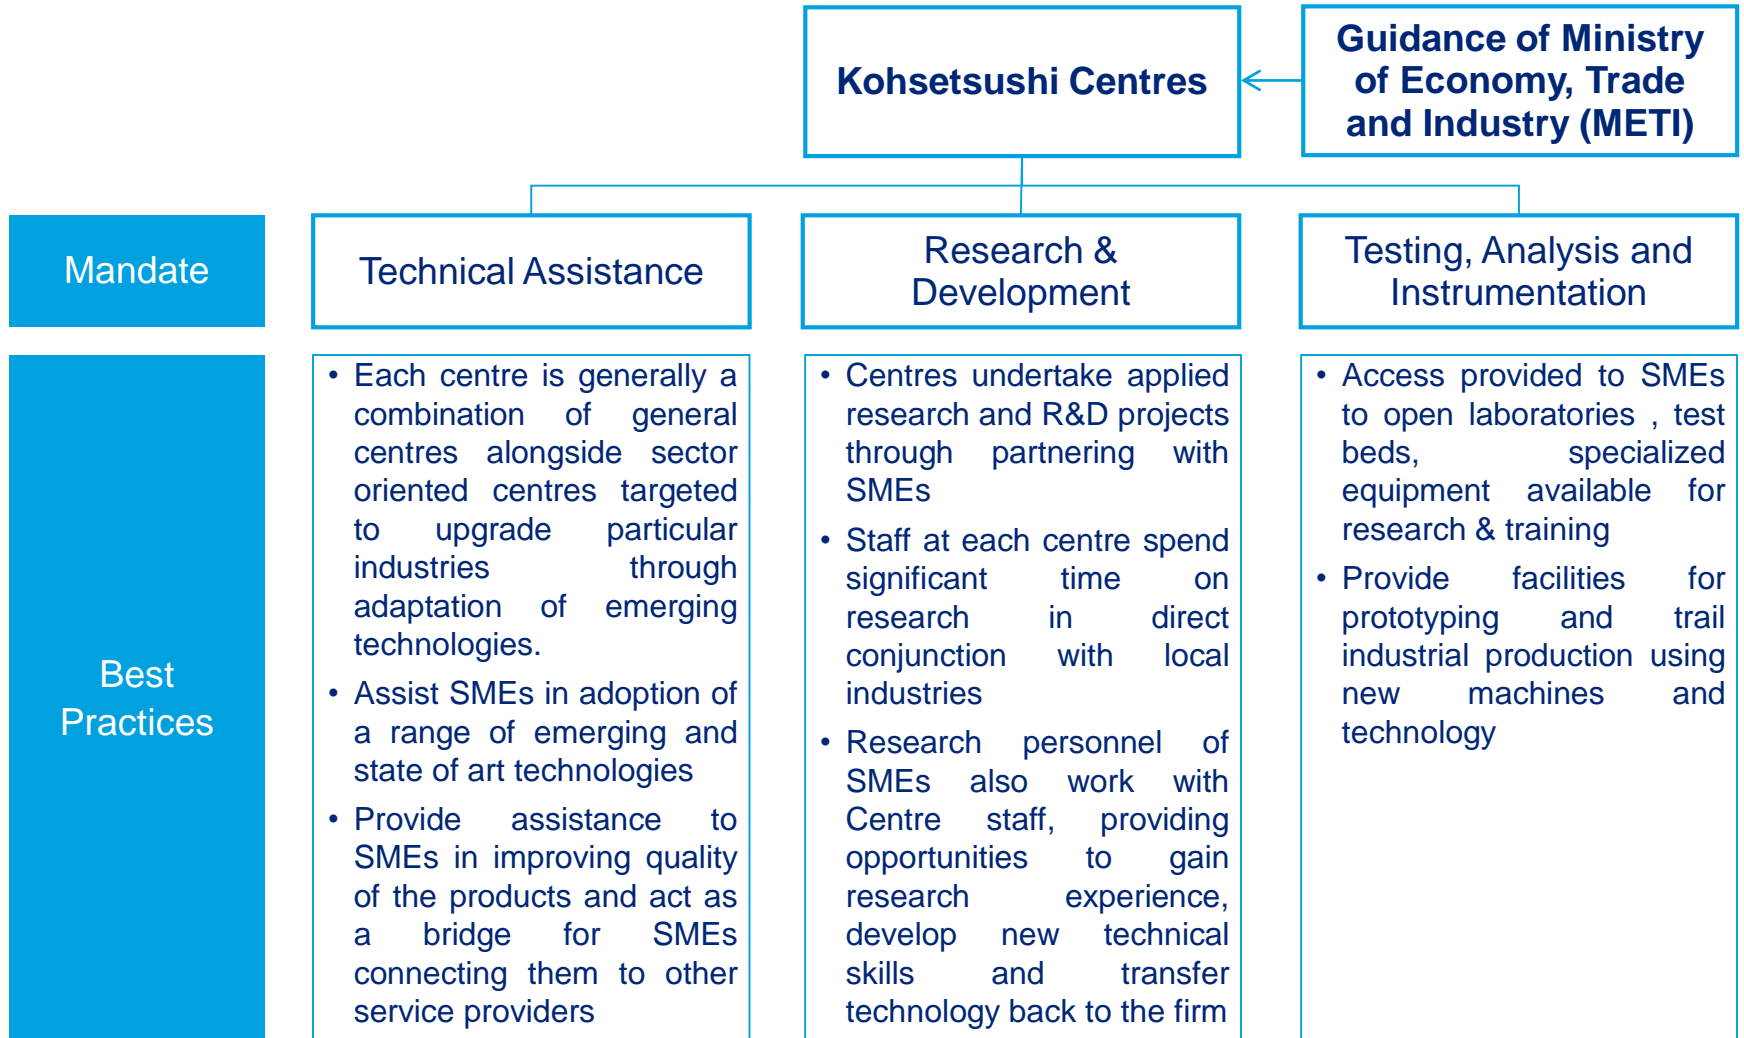 Kohsetsushi Centres
Guidance of Ministry
of Economy, Trade
and Industry (METI)
Mandate
Technical Assistance
Research &
Development
Testing, Analysis and
Instrumentation
Best
Practices
• Each centre is generally a
combination of general
centres alongside sector
oriented centres targeted
to upgrade particular
industries through
adaptation of emerging
technologies.
• Assist SMEs in adoption of
a range of emerging and
state of art technologies
• Provide assistance to
SMEs in improving quality
of the products and act as
a bridge for SMEs
connecting them to other
service providers
• Centres undertake applied
research and R&D projects
through partnering with
SMEs
• Staff at each centre spend
significant time on
research in direct
conjunction with local
industries
• Research personnel of
SMEs also work with
Centre staff, providing
opportunities to gain
research experience,
develop new technical
skills and transfer
technology back to the firm
• Access provided to SMEs
to open laboratories , test
beds, specialized
equipment available for
research & training
• Provide facilities for
prototyping and trail
industrial production using
new machines and
technology